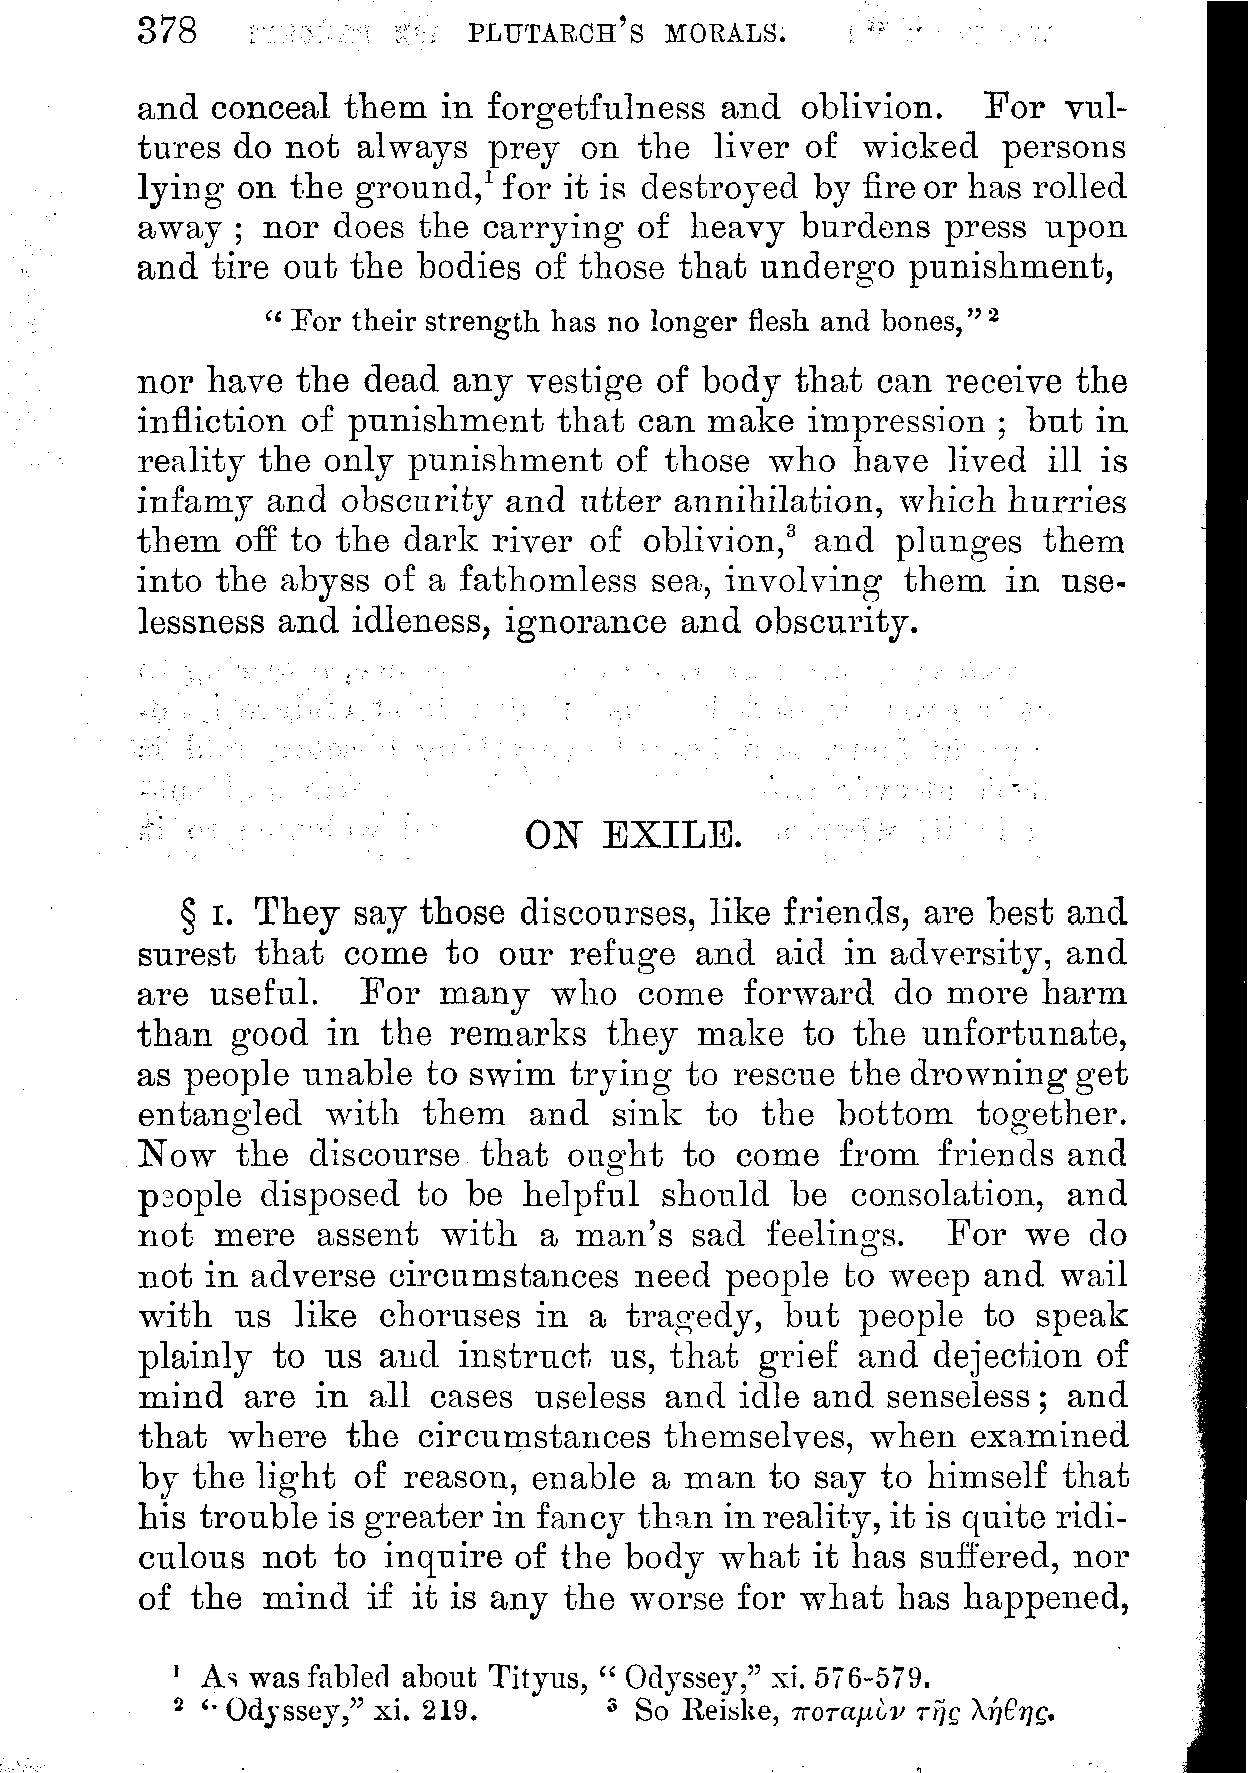 378 PLUTARCH'S MORALS.
and conceal them in forgetfulness and oblivion. For vul-
tures do not always prey on the liver of wicked persons
lying on the ground,¹ for it is destroyed by fire or has rolled
away ; nor does the carrying of heavy burdens press upon
and tire out the bodies of those that undergo punishment,
“ For their strength has no longer flesh and bones,” ²
nor have the dead any vestige of body that can receive the
infliction of punishment that can make impression ; but in
reality the only punishment of those who have lived ill is
infamy and obscurity and utter annihilation, which hurries
them off to the dark river of oblivion,³ and plunges them
into the abyss of a fathomless sea, involving them in use-
lessness and idleness, ignorance and obscurity.
ON EXILE.
§ I. They say those discourses, like friends, are best and
surest that come to our refuge and aid in adversity, and
are useful. For many who come forward do more harm
than good in the remarks they make to the unfortunate,
as people unable to swim trying to rescue the drowning get
entangled with them and sink to the bottom together.
Now the discourse that ought to come from friends and
people disposed to be helpful should be consolation, and
not mere assent with a man's sad feelings. For we do
not in adverse circumstances need people to weep and wail
with us like choruses in a tragedy, but people to speak
plainly to us and instruct us, that grief and dejection of
mind are in all cases useless and idle and senseless ; and
that where the circumstances themselves, when examined
by the light of reason, enable a man to say to himself that
his trouble is greater in fancy than in reality, it is quite ridi-
culous not to inquire of the body what it has suffered, nor
of the mind if it is any the worse for what has happened,
¹ As was fabled about Tityus, “ Odyssey,” xi. 576-579.
² “ Odyssey,” xi. 219. ³ So Reiske, ποταμὸν τῆς λήθης.